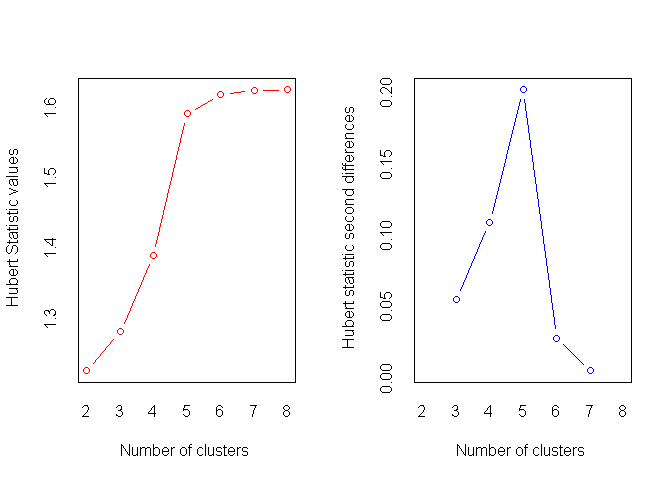 Hubert Statistic values
1.6
1.5
1.4
1.3
2 3 4 5 6 7 8
Number of clusters
Hubert statistic second differences
0.20
0.15
0.10
0.05
0.00
2 3 4 5 6 7 8
Number of clusters